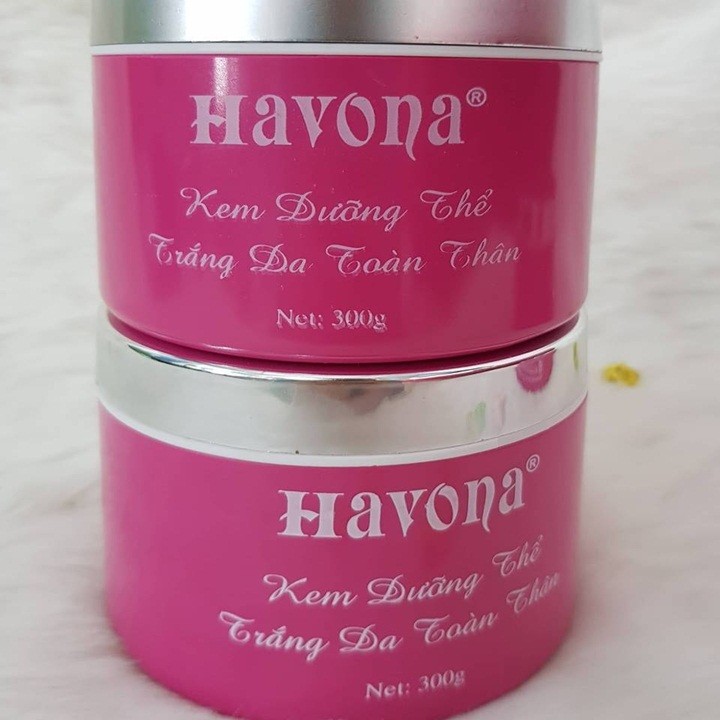 Havona®
Kem Dưỡng Thể
Trắng Da Toàn Thân
Net: 300g
Havona®
Kem Dưỡng Thể
Trắng Da Toàn Thân
Net: 300g